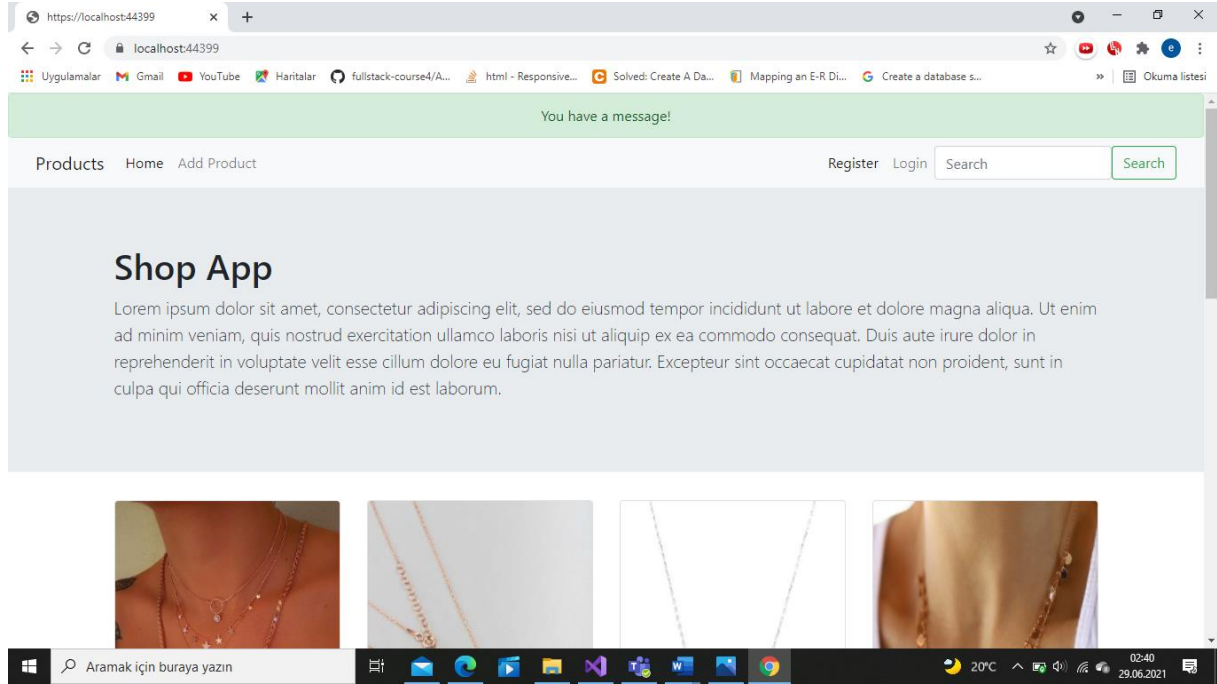 https://localhost:44399
localhost:44399
Uygulamalar Gmail YouTube Haritalar fullstack-course4/A... html - Responsive... Solved: Create A Da... Mapping an E-R Di... Create a database s... » Okuma listesi
You have a message!
Products Home Add Product Register Login Search Search
Shop App
Lorem ipsum dolor sit amet, consectetur adipiscing elit, sed do eiusmod tempor incididunt ut labore et dolore magna aliqua. Ut enim
ad minim veniam, quis nostrud exercitation ullamco laboris nisi ut aliquip ex ea commodo consequat. Duis aute irure dolor in
reprehenderit in voluptate velit esse cillum dolore eu fugiat nulla pariatur. Excepteur sint occaecat cupidatat non proident, sunt in
culpa qui officia deserunt mollit anim id est laborum.
Aramak için buraya yazın 20°C 02:40
29.06.2021